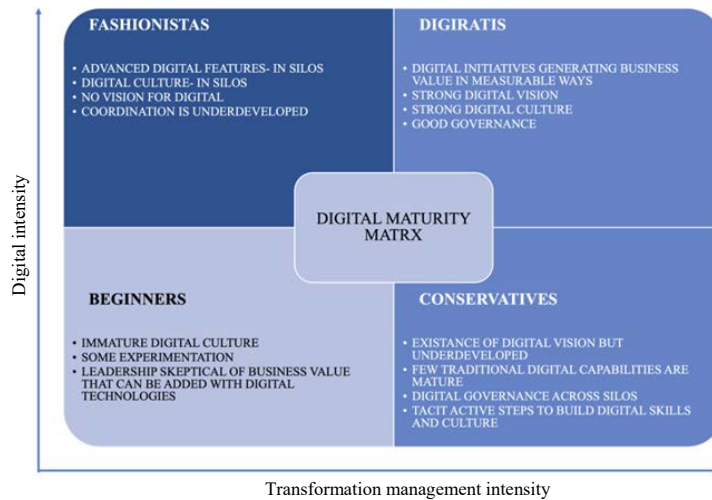 FASHIONISTAS
• ADVANCED DIGITAL FEATURES- IN SILOS
• DIGITAL CULTURE- IN SILOS
• NO VISION FOR DIGITAL
• COORDINATION IS UNDERDEVELOPED
DIGIRATIS
• DIGITAL INITIATIVES GENERATING BUSINESS
VALUE IN MEASURABLE WAYS
• STRONG DIGITAL VISION
• STRONG DIGITAL CULTURE
• GOOD GOVERNANCE
DIGITAL MATURITY
MATRX
BEGINNERS
• IMMATURE DIGITAL CULTURE
• SOME EXPERIMENTATION
• LEADERSHIP SKEPTICAL OF BUSINESS VALUE
THAT CAN BE ADDED WITH DIGITAL
TECHNOLOGIES
CONSERVATIVES
• EXISTANCE OF DIGITAL VISION BUT
UNDERDEVELOPED
• FEW TRADITIONAL DIGITAL CAPABILITIES ARE
MATURE
• DIGITAL GOVERNANCE ACROSS SILOS
• TACIT ACTIVE STEPS TO BUILD DIGITAL SKILLS
AND CULTURE
Digital intensity
Transformation management intensity